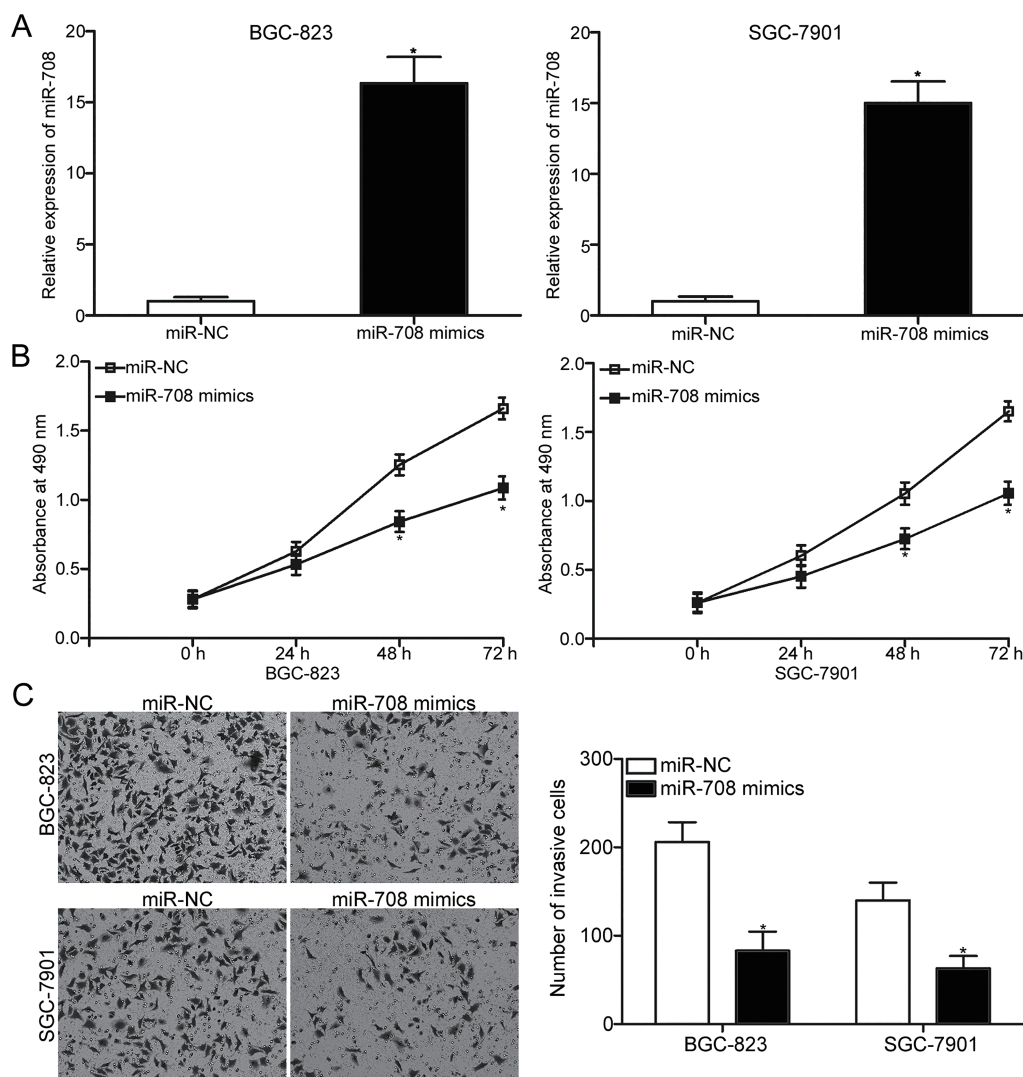 A
BGC-823
Relative expression of miR-708
20
15
10
5
0
*
miR-NC
miR-708 mimics
SGC-7901
Relative expression of miR-708
20
15
10
5
0
*
miR-NC
miR-708 mimics
B
miR-NC
miR-708 mimics
Absorbance at 490 nm
2.0
1.5
1.0
0.5
0.0
*
*
0 h
24 h
48 h
72 h
BGC-823
miR-NC
miR-708 mimics
Absorbance at 490 nm
2.0
1.5
1.0
0.5
0.0
*
*
0 h
24 h
48 h
72 h
SGC-7901
C
miR-NC
miR-708 mimics
BGC-823
miR-NC
miR-708 mimics
SGC-7901
Number of invasive cells
300
200
100
0
miR-NC
miR-708 mimics
*
*
BGC-823
SGC-7901